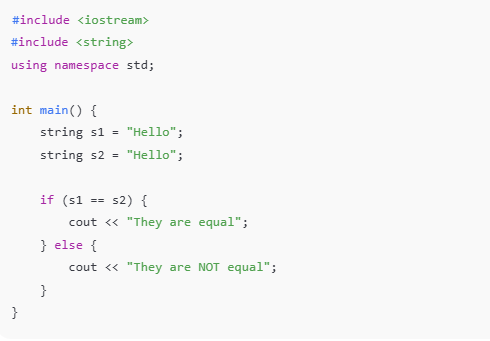 #include <iostream>
#include <string>
using namespace std;

int main() {
    string s1 = "Hello";
    string s2 = "Hello";

    if (s1 == s2) {
        cout << "They are equal";
    } else {
        cout << "They are NOT equal";
    }
}